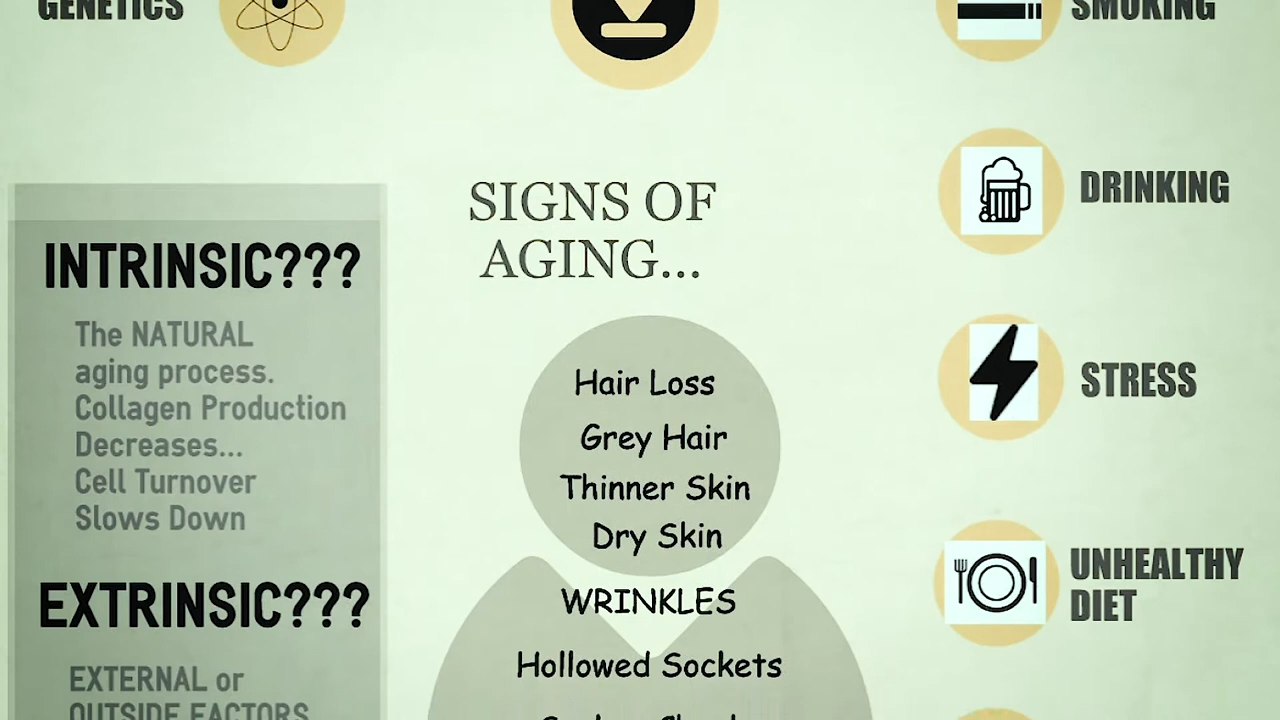 GENETICS
SMOKING
DRINKING
STRESS
UNHEALTHY
DIET
INTRINSIC???
The NATURAL
aging process.
Collagen Production
Decreases...
Cell Turnover
Slows Down
EXTRINSIC???
EXTERNAL or
OUTSIDE FACTORS
SIGNS OF
AGING...
Hair Loss
Grey Hair
Thinner Skin
Dry Skin
WRINKLES
Hollowed Sockets